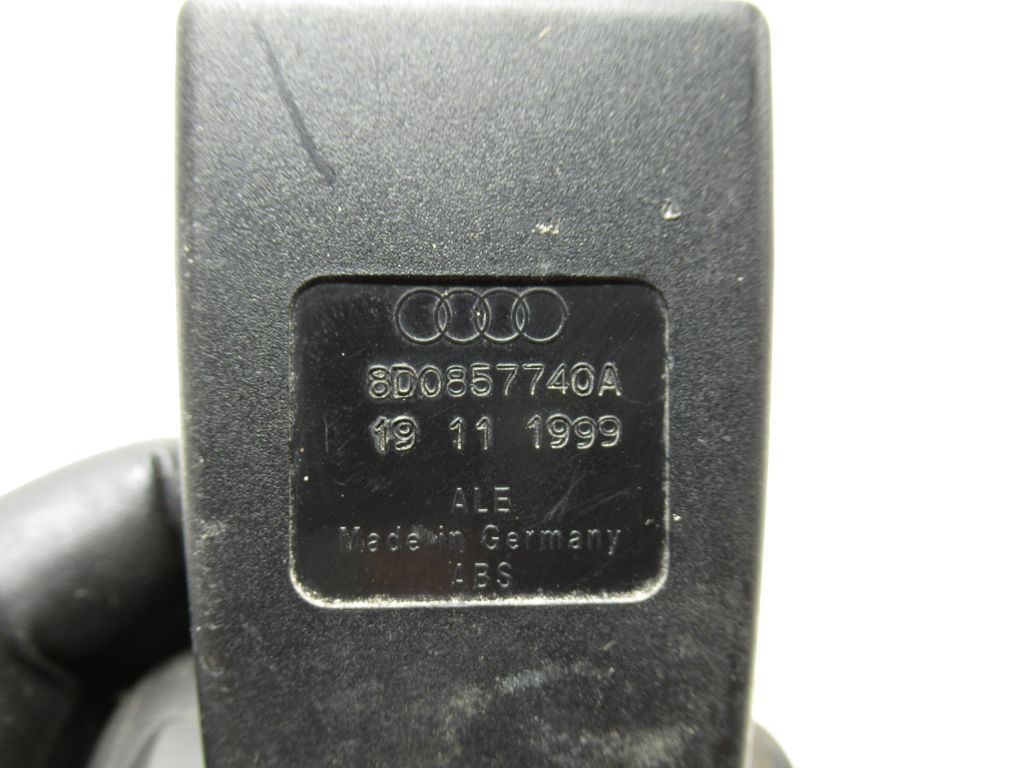 8D0857740A
19 11 1999
ALE
Made in Germany
ABS